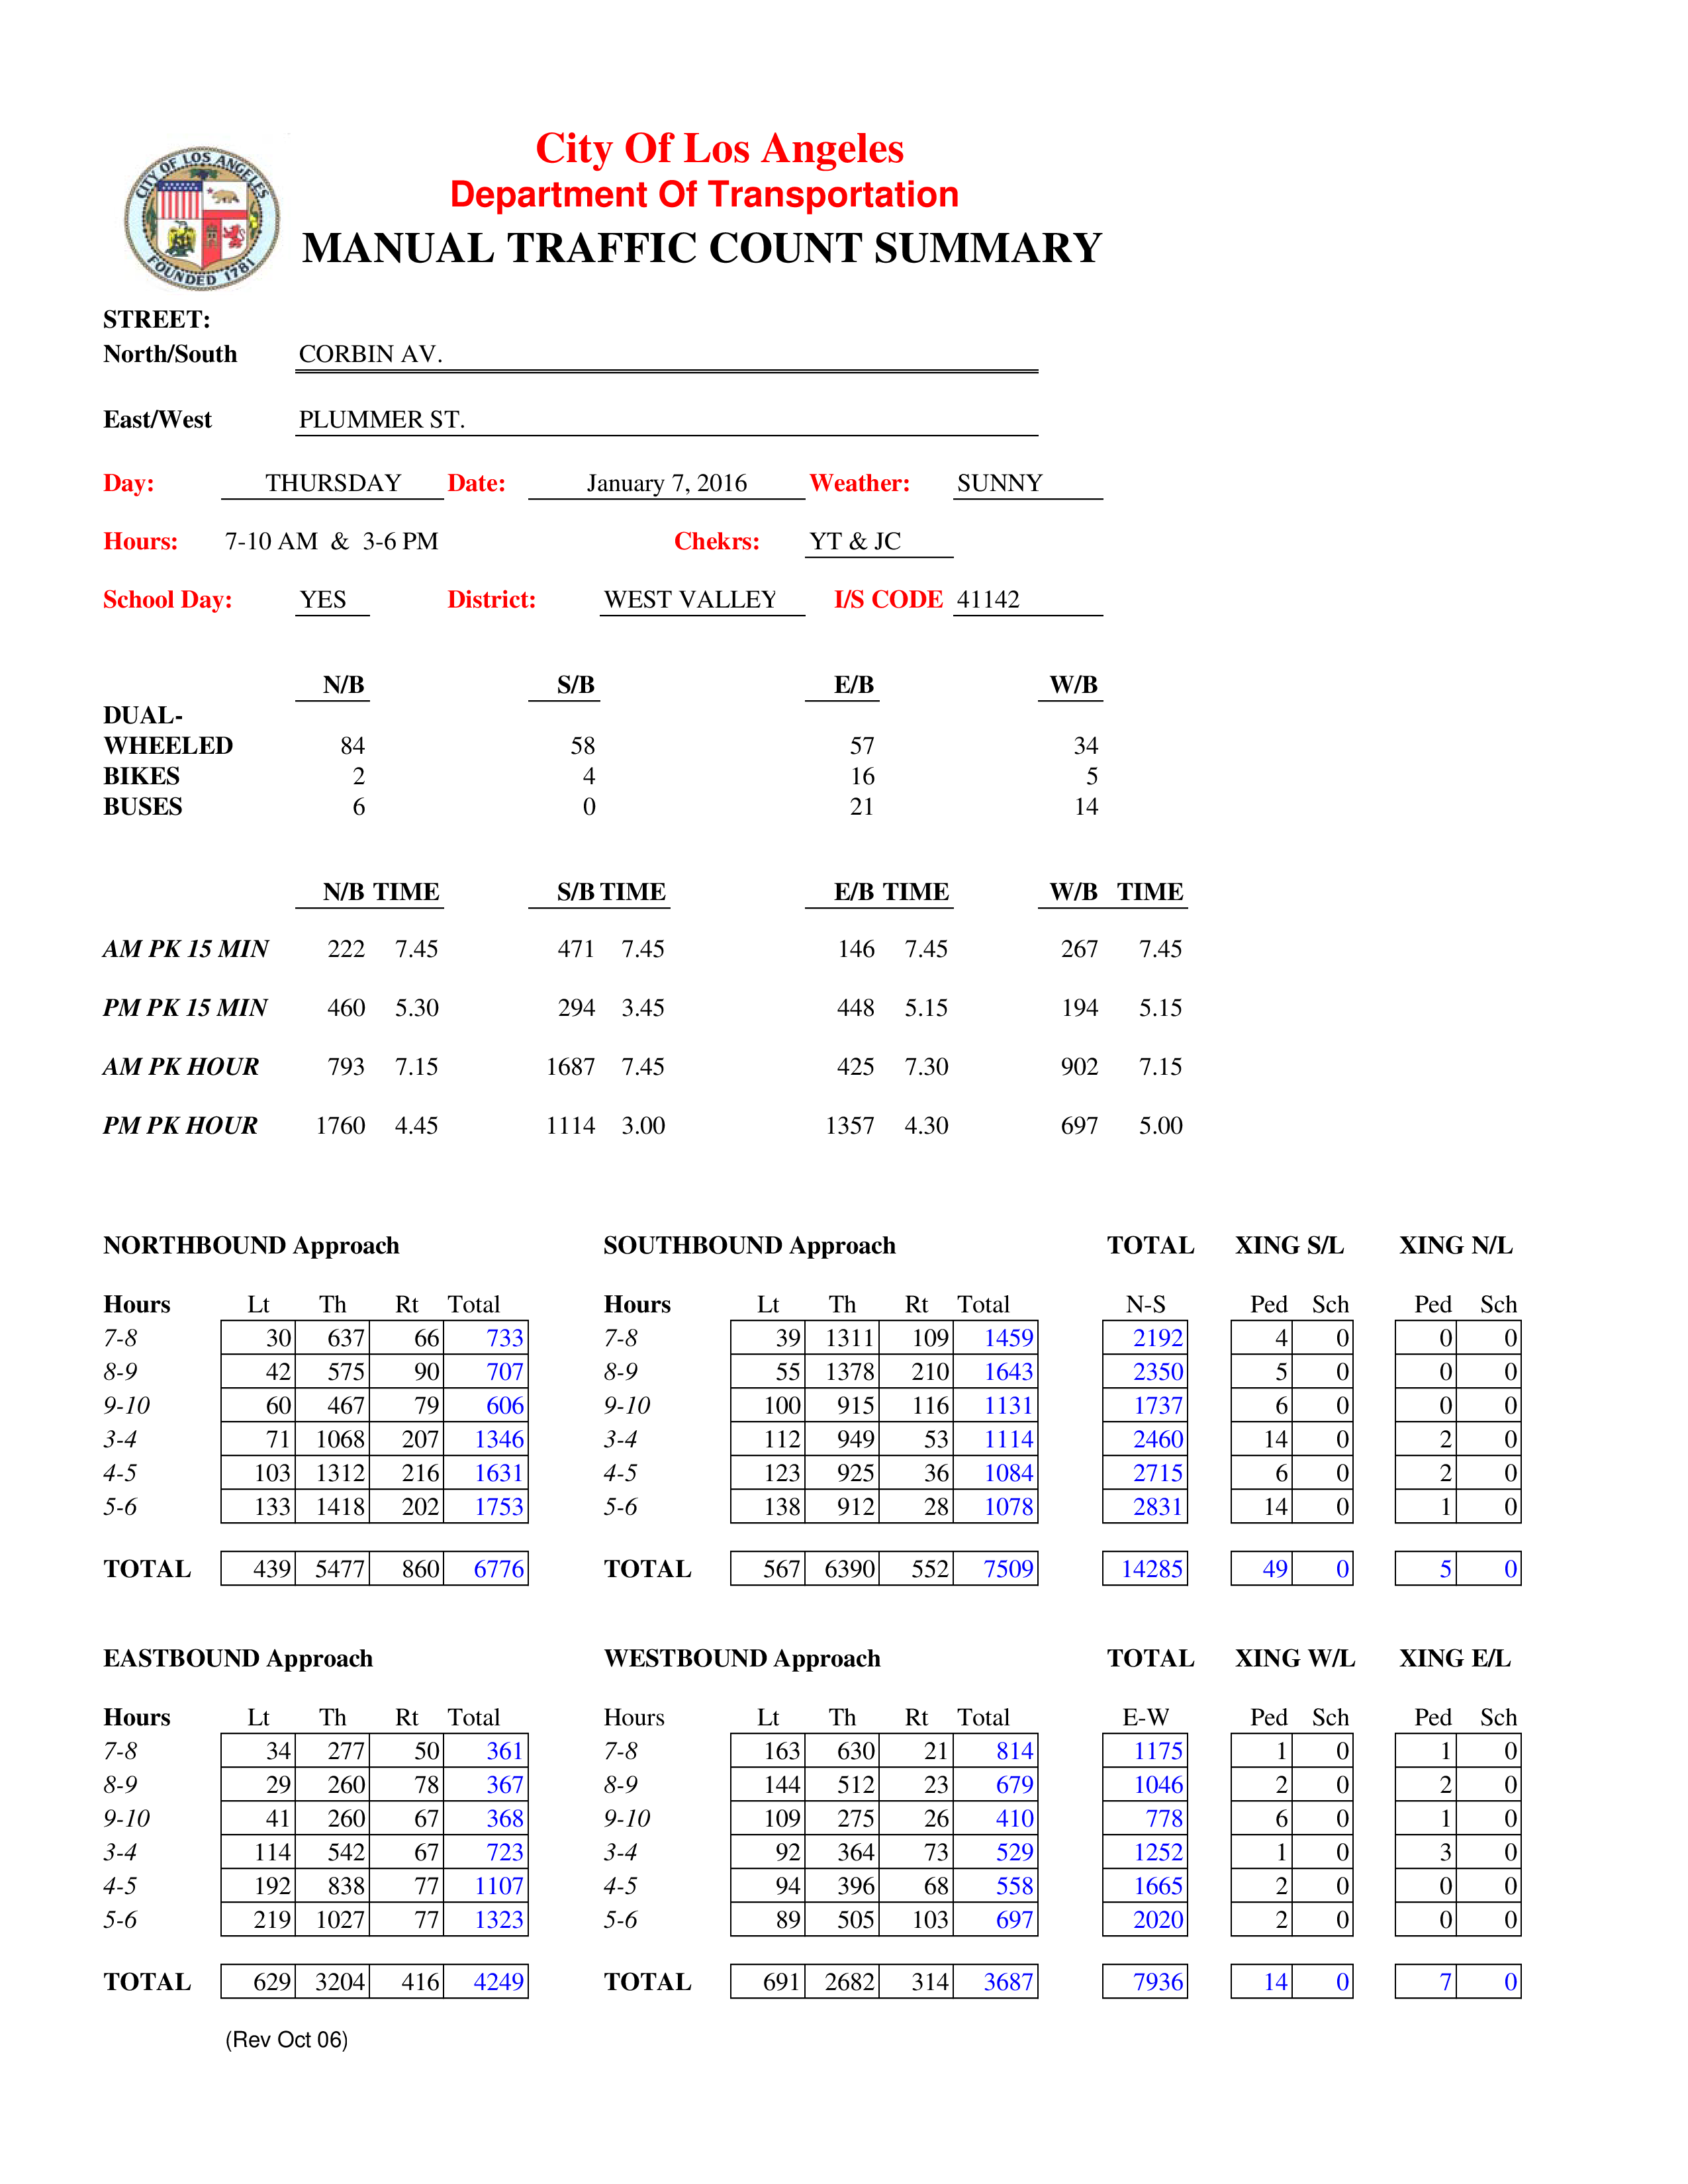 City Of Los Angeles
Department Of Transportation
MANUAL TRAFFIC COUNT SUMMARY
CITY OF LOS ANGELES
FOUNDED 1781
STREET:
North/South CORBIN AV.
East/West PLUMMER ST.
Day: THURSDAY Date: January 7, 2016 Weather: SUNNY
Hours: 7-10 AM & 3-6 PM Chekrs: YT & JC
School Day: YES District: WEST VALLEY I/S CODE 41142
N/B S/B E/B W/B
DUAL-
WHEELED 84 58 57 34
BIKES 2 4 16 5
BUSES 6 0 21 14
N/B TIME S/B TIME E/B TIME W/B TIME
AM PK 15 MIN 222 7.45 471 7.45 146 7.45 267 7.45
PM PK 15 MIN 460 5.30 294 3.45 448 5.15 194 5.15
AM PK HOUR 793 7.15 1687 7.45 425 7.30 902 7.15
PM PK HOUR 1760 4.45 1114 3.00 1357 4.30 697 5.00
NORTHBOUND Approach SOUTHBOUND Approach TOTAL XING S/L XING N/L
Hours Lt Th Rt Total Hours Lt Th Rt Total N-S Ped Sch Ped Sch
7-8 30 637 66 733 7-8 39 1311 109 1459 2192 4 0 0 0
8-9 42 575 90 707 8-9 55 1378 210 1643 2350 5 0 0 0
9-10 60 467 79 606 9-10 100 915 116 1131 1737 6 0 0 0
3-4 71 1068 207 1346 3-4 112 949 53 1114 2460 14 0 2 0
4-5 103 1312 216 1631 4-5 123 925 36 1084 2715 6 0 2 0
5-6 133 1418 202 1753 5-6 138 912 28 1078 2831 14 0 1 0
TOTAL 439 5477 860 6776 TOTAL 567 6390 552 7509 14285 49 0 5 0
EASTBOUND Approach WESTBOUND Approach TOTAL XING W/L XING E/L
Hours Lt Th Rt Total Hours Lt Th Rt Total E-W Ped Sch Ped Sch
7-8 34 277 50 361 7-8 163 630 21 814 1175 1 0 1 0
8-9 29 260 78 367 8-9 144 512 23 679 1046 2 0 2 0
9-10 41 260 67 368 9-10 109 275 26 410 778 6 0 1 0
3-4 114 542 67 723 3-4 92 364 73 529 1252 1 0 3 0
4-5 192 838 77 1107 4-5 94 396 68 558 1665 2 0 0 0
5-6 219 1027 77 1323 5-6 89 505 103 697 2020 2 0 0 0
TOTAL 629 3204 416 4249 TOTAL 691 2682 314 3687 7936 14 0 7 0
(Rev Oct 06)